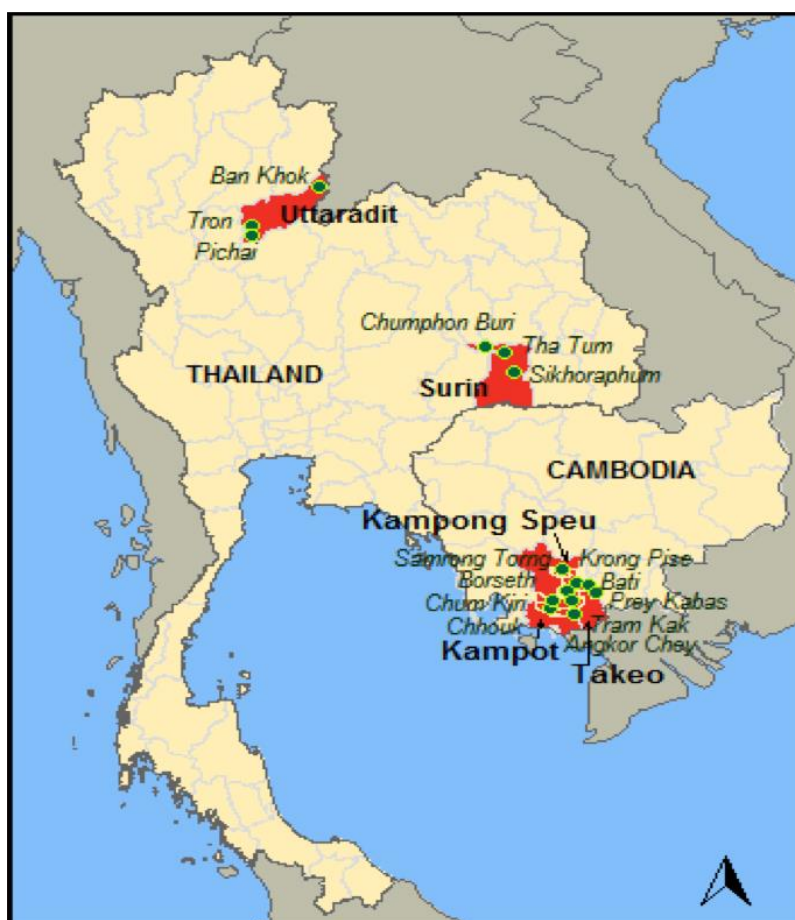 Ban Khok
Uttaradit
Tron
Pichai
Chumphon Buri
Tha Tum
THAILAND
Surin
Sikhoraphum
CAMBODIA
Kampong Speu
Samrong Torng
Krong Pise
Borseth
Bati
Chum Kiri
Prey Kabas
Chhouk
Tram Kak
Kampot
Angkor Chey
Takeo